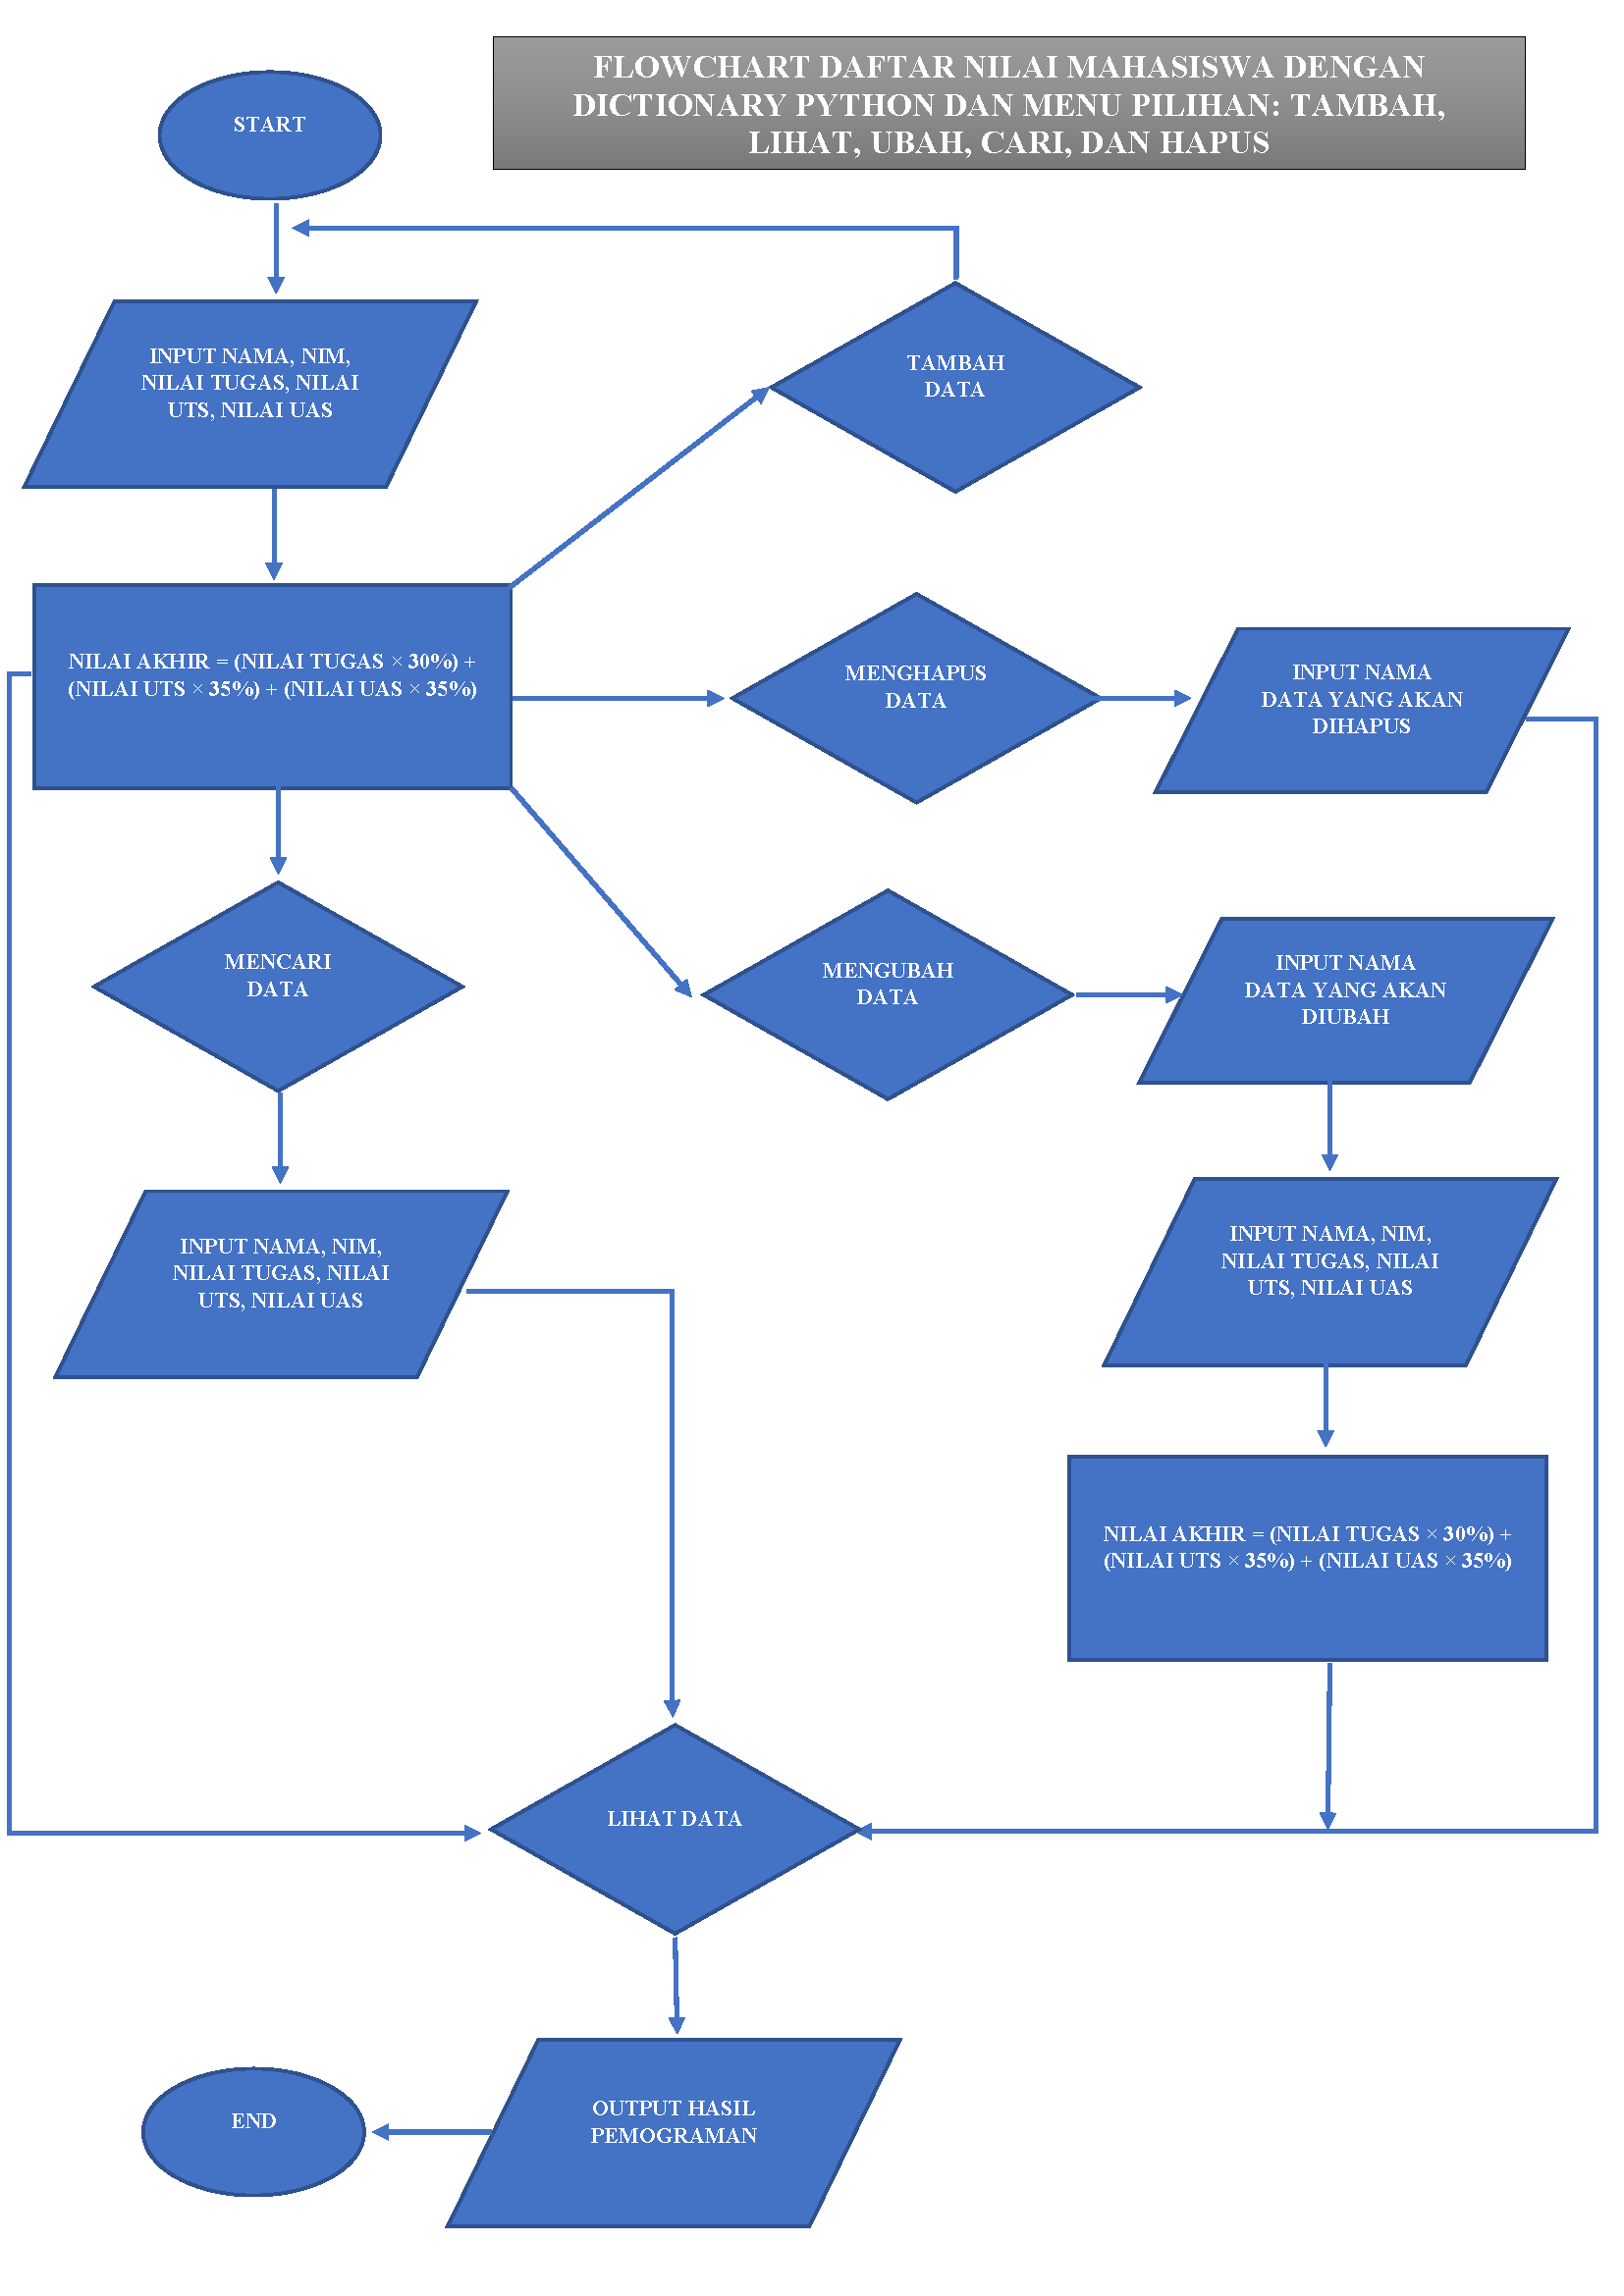 FLOWCHART DAFTAR NILAI MAHASISWA DENGAN
DICTIONARY PYTHON DAN MENU PILIHAN: TAMBAH,
LIHAT, UBAH, CARI, DAN HAPUS
START
INPUT NAMA, NIM,
NILAI TUGAS, NILAI
UTS, NILAI UAS
TAMBAH
DATA
NILAI AKHIR = (NILAI TUGAS × 30%) +
(NILAI UTS × 35%) + (NILAI UAS × 35%)
MENGHAPUS
DATA
INPUT NAMA
DATA YANG AKAN
DIHAPUS
MENCARI
DATA
MENGUBAH
DATA
INPUT NAMA
DATA YANG AKAN
DIUBAH
INPUT NAMA, NIM,
NILAI TUGAS, NILAI
UTS, NILAI UAS
INPUT NAMA, NIM,
NILAI TUGAS, NILAI
UTS, NILAI UAS
NILAI AKHIR = (NILAI TUGAS × 30%) +
(NILAI UTS × 35%) + (NILAI UAS × 35%)
LIHAT DATA
OUTPUT HASIL
PEMOGRAMAN
END